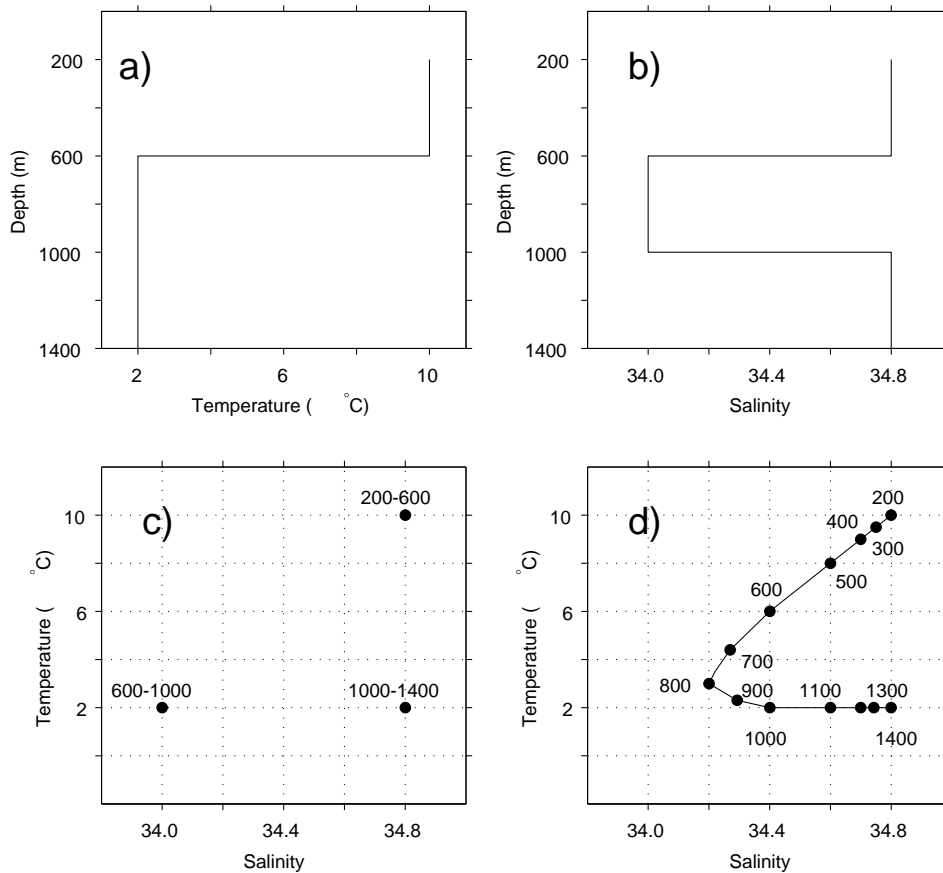 a)
200
600
1000
1400
Depth (m)
2 6 10
Temperature ( °C)
b)
200
600
1000
1400
Depth (m)
34.0 34.4 34.8
Salinity
c)
200-600
600-1000 1000-1400
10
6
2
Temperature ( °C)
34.0 34.4 34.8
Salinity
d)
200
400
300
500
600
700
800 900 1100 1300
1000 1400
10
6
2
Temperature ( °C)
34.0 34.4 34.8
Salinity